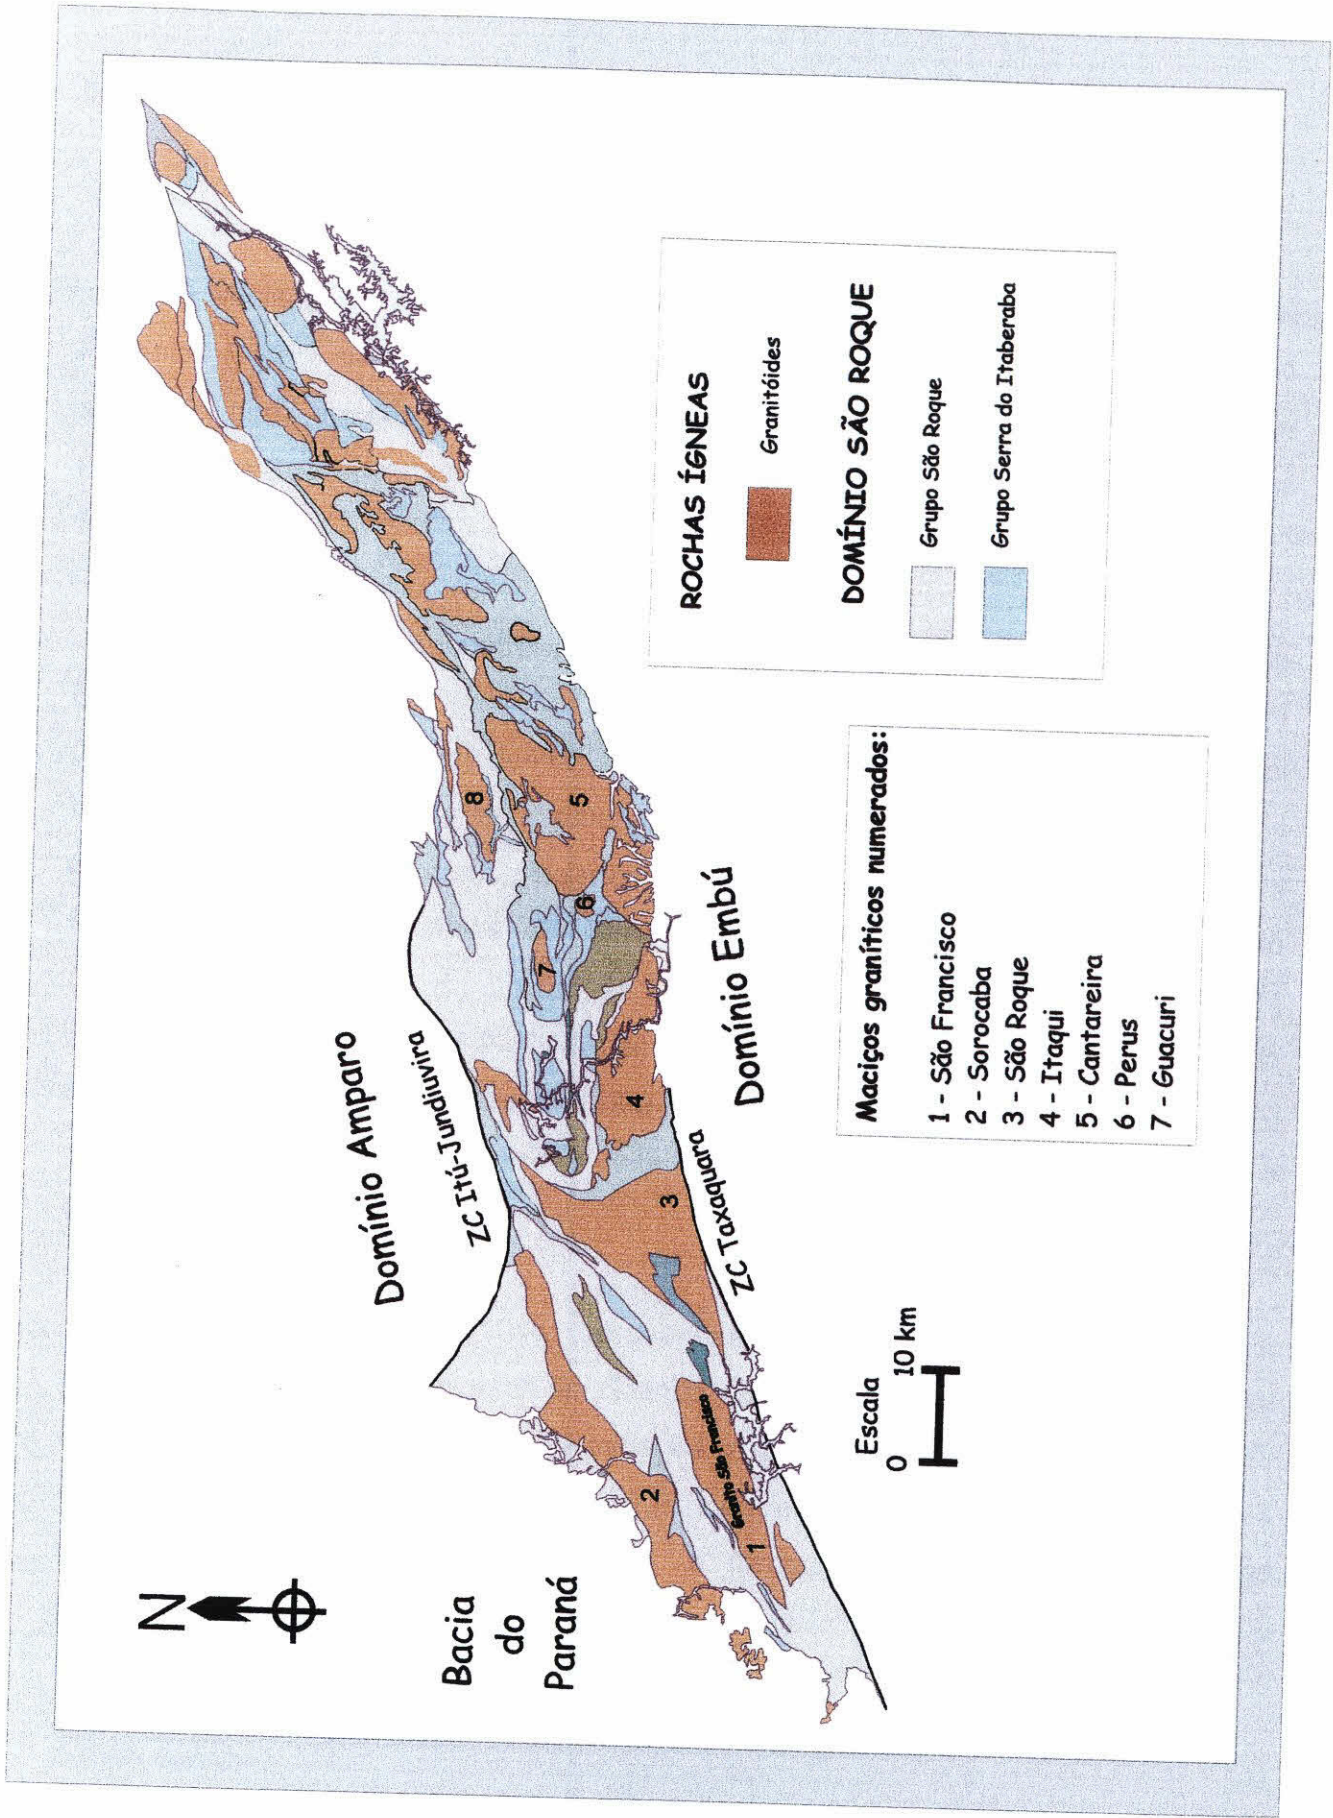 N
Bacia
do
Paraná
Domínio Amparo
ZC Itú-Jundiuvira
8
7
6
5
4
3
2
1
Granito São Francisco
ZC Taxaquara
Domínio Embú
Escala
0 10 km
Maciços graníticos numerados:
1 - São Francisco
2 - Sorocaba
3 - São Roque
4 - Itaqui
5 - Cantareira
6 - Perus
7 - Guacuri
ROCHAS ÍGNEAS
Granitóides
DOMÍNIO SÃO ROQUE
Grupo São Roque
Grupo Serra do Itaberaba